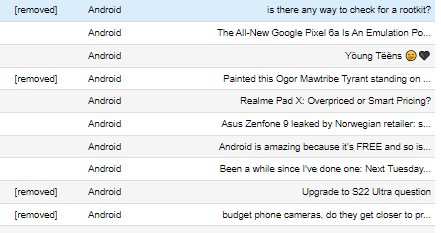 [removed] Android is there any way to check for a rootkit?
Android The All-New Google Pixel 6a Is An Emulation Po...
Android Yöung Tëëns 😊🖤
[removed] Android Painted this Ogor Mawtribe Tyrant standing on ...
Android Realme Pad X: Overpriced or Smart Pricing?
Android Asus Zenfone 9 leaked by Norwegian retailer: s...
Android Android is amazing because it's FREE and so is...
Android Been a while since I've done one: Next Tuesday...
[removed] Android Upgrade to S22 Ultra question
[removed] Android budget phone cameras, do they get closer to pr...